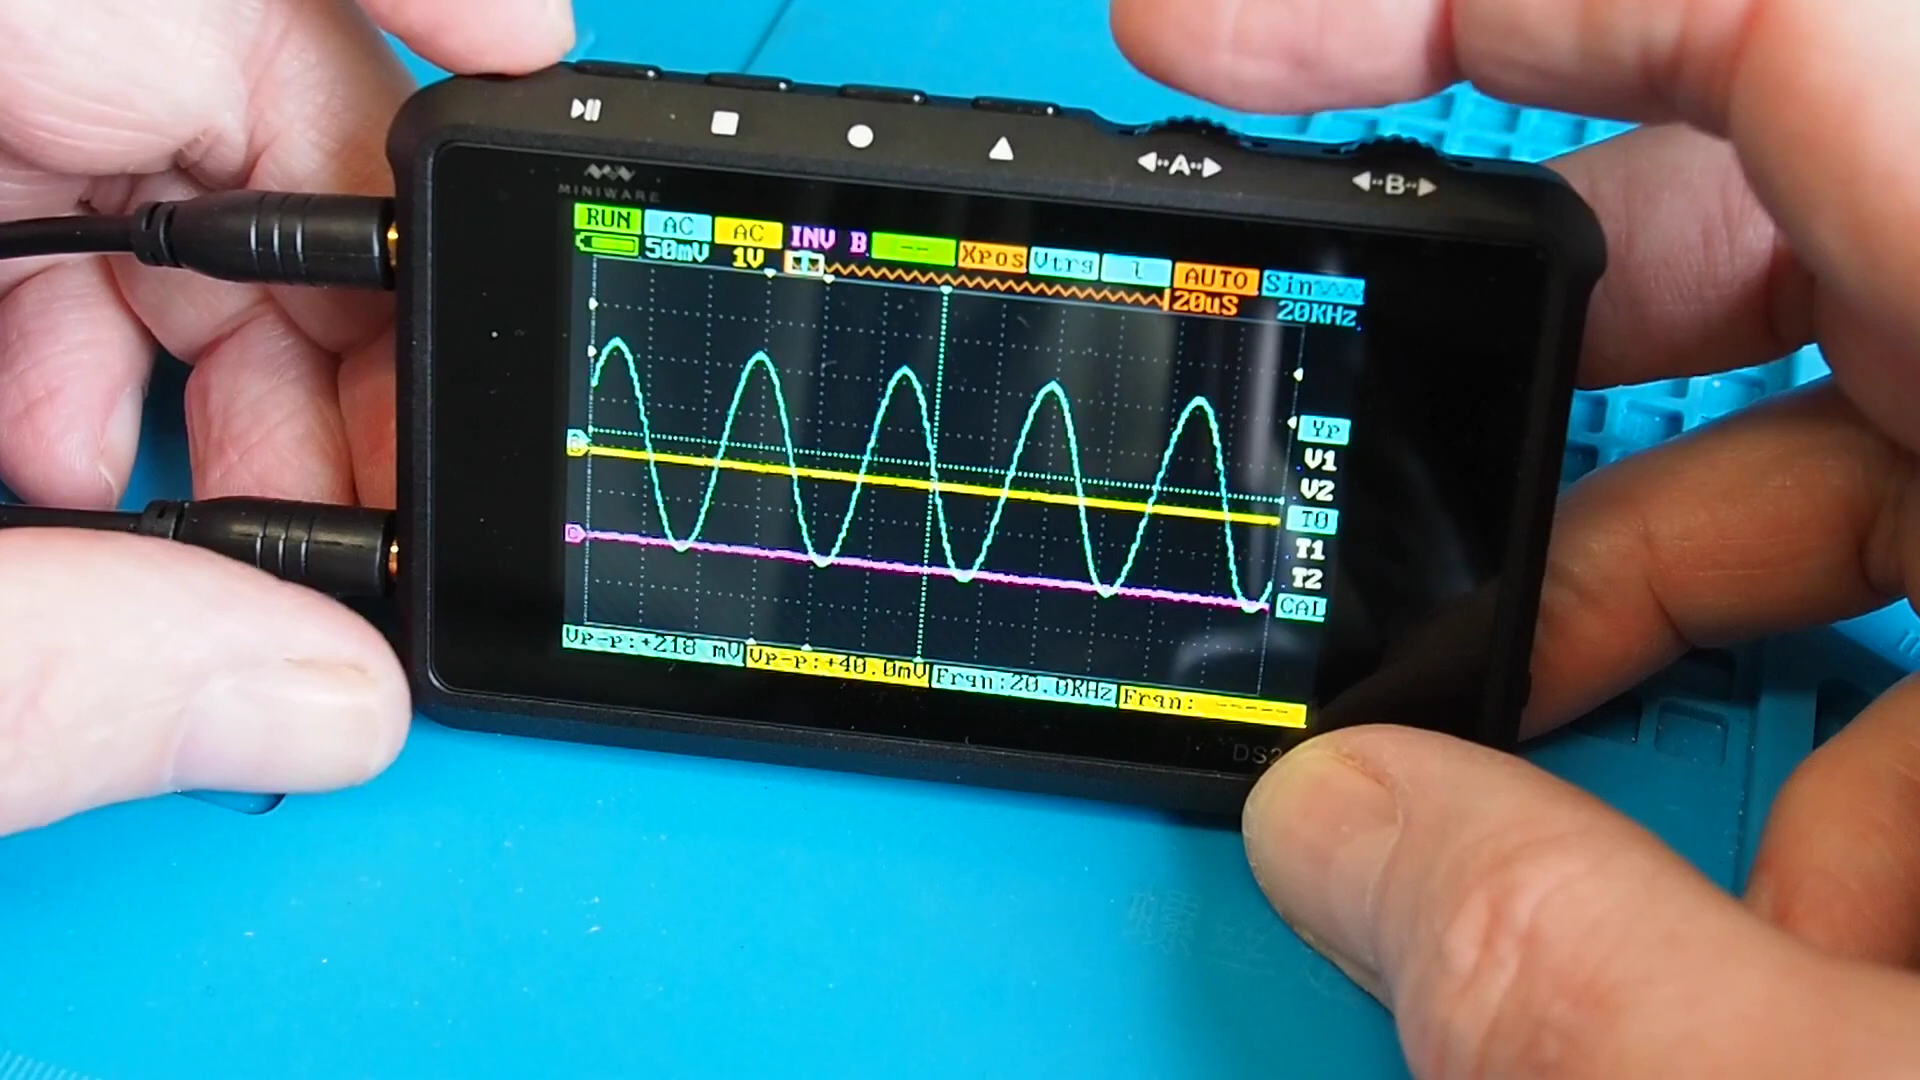 ◄··A··► ◄··B··►
MINIWARE
RUN AC AC INV B -- Xpos Vtrg AUTO Sin
50mV 1V 20uS 20KHz
Yp
V1
V2
B
T0
C
T1
T2
CAL
Vp-p:+218 mV Vp-p:+40.0mV Frqn:20.0KHz Frqn: -----